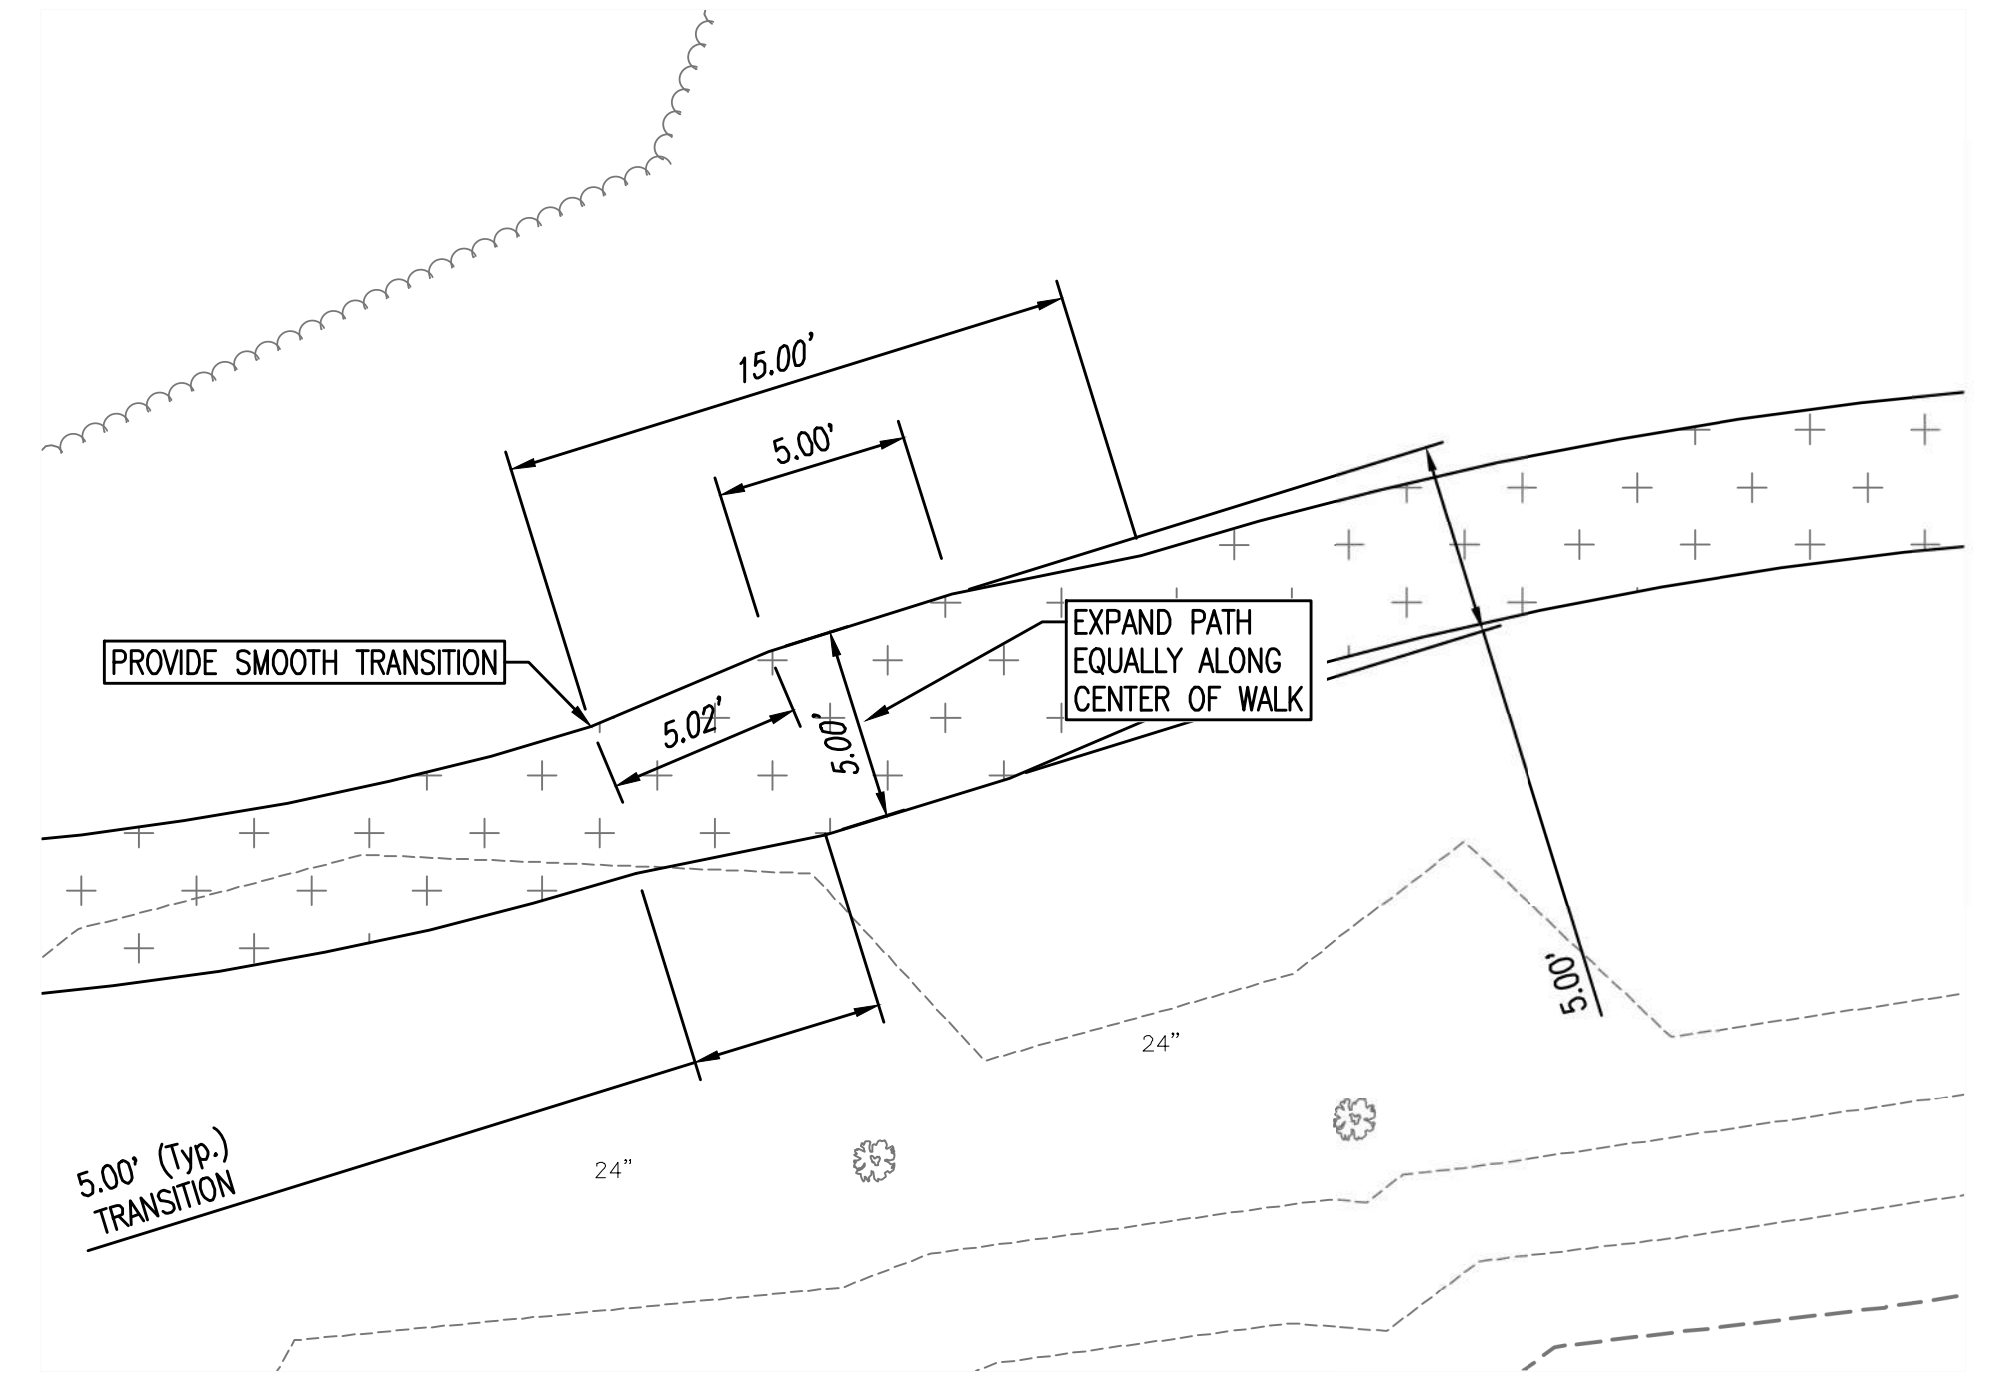 15.00'
5.00'
PROVIDE SMOOTH TRANSITION
EXPAND PATH
EQUALLY ALONG
CENTER OF WALK
5.02'
5.00'
5.00'
24"
24"
5.00' (Typ.)
TRANSITION